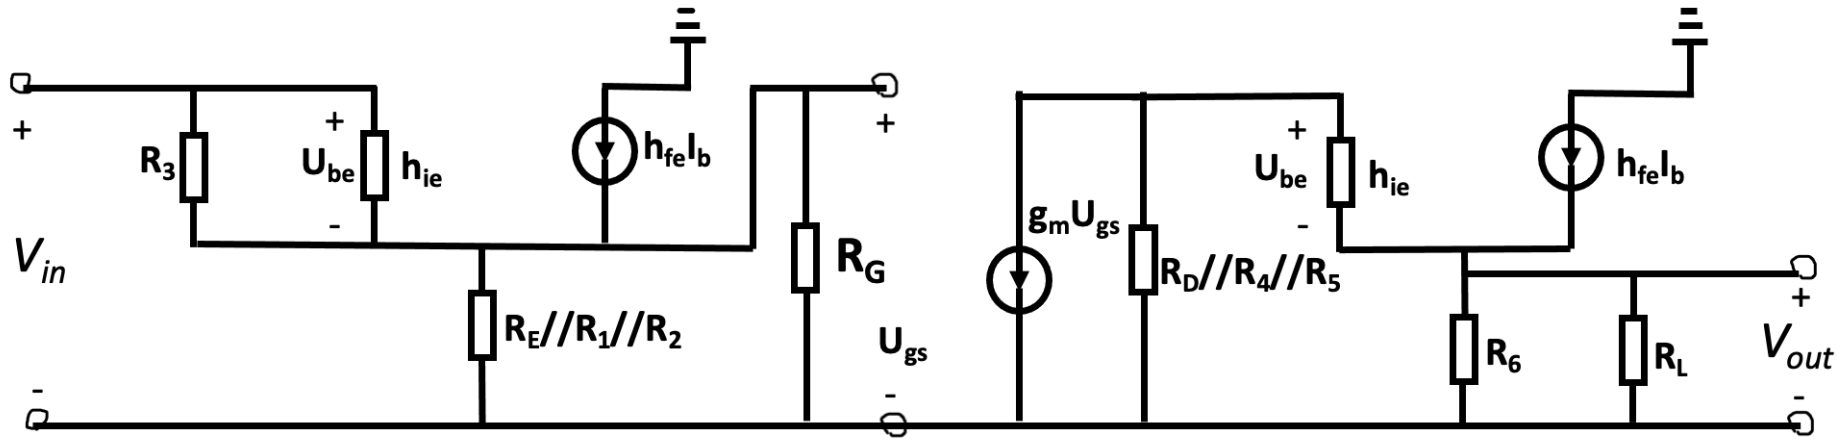 +
R3
+
Ube
-
hie
hfeIb
+
Vin
RE//R1//R2
RG
Ugs
-
-
gmUgs
RD//R4//R5
+
Ube
-
hie
hfeIb
R6
RL
+
Vout
-